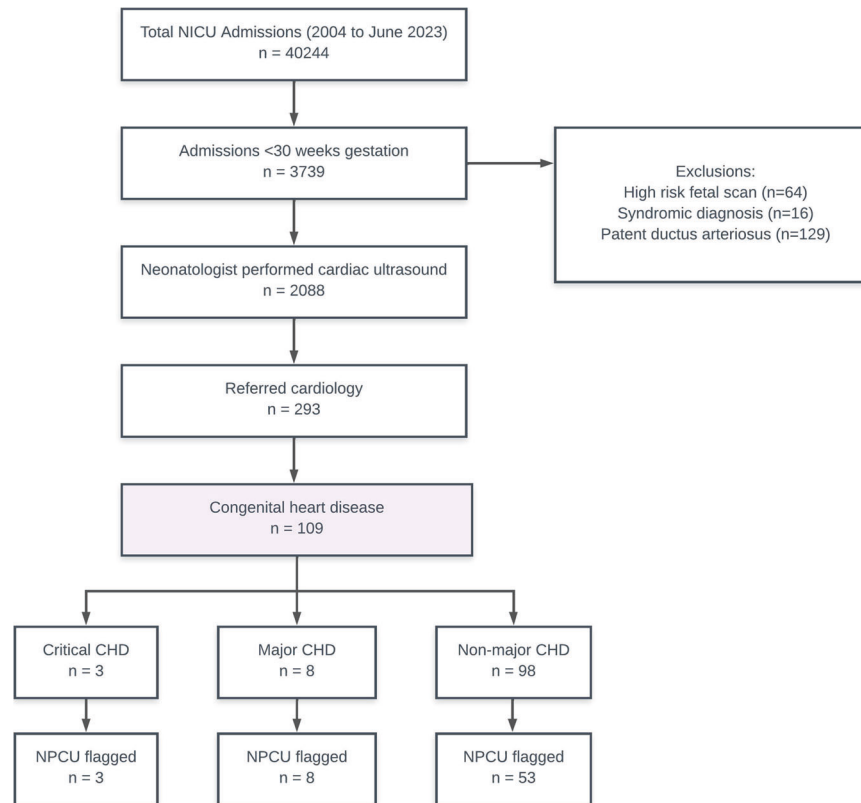 Total NICU Admissions (2004 to June 2023)
n = 40244
Admissions <30 weeks gestation
n = 3739
Exclusions:
High risk fetal scan (n=64)
Syndromic diagnosis (n=16)
Patent ductus arteriosus (n=129)
Neonatologist performed cardiac ultrasound
n = 2088
Referred cardiology
n = 293
Congenital heart disease
n = 109
Critical CHD
n = 3
Major CHD
n = 8
Non-major CHD
n = 98
NPCU flagged
n = 3
NPCU flagged
n = 8
NPCU flagged
n = 53